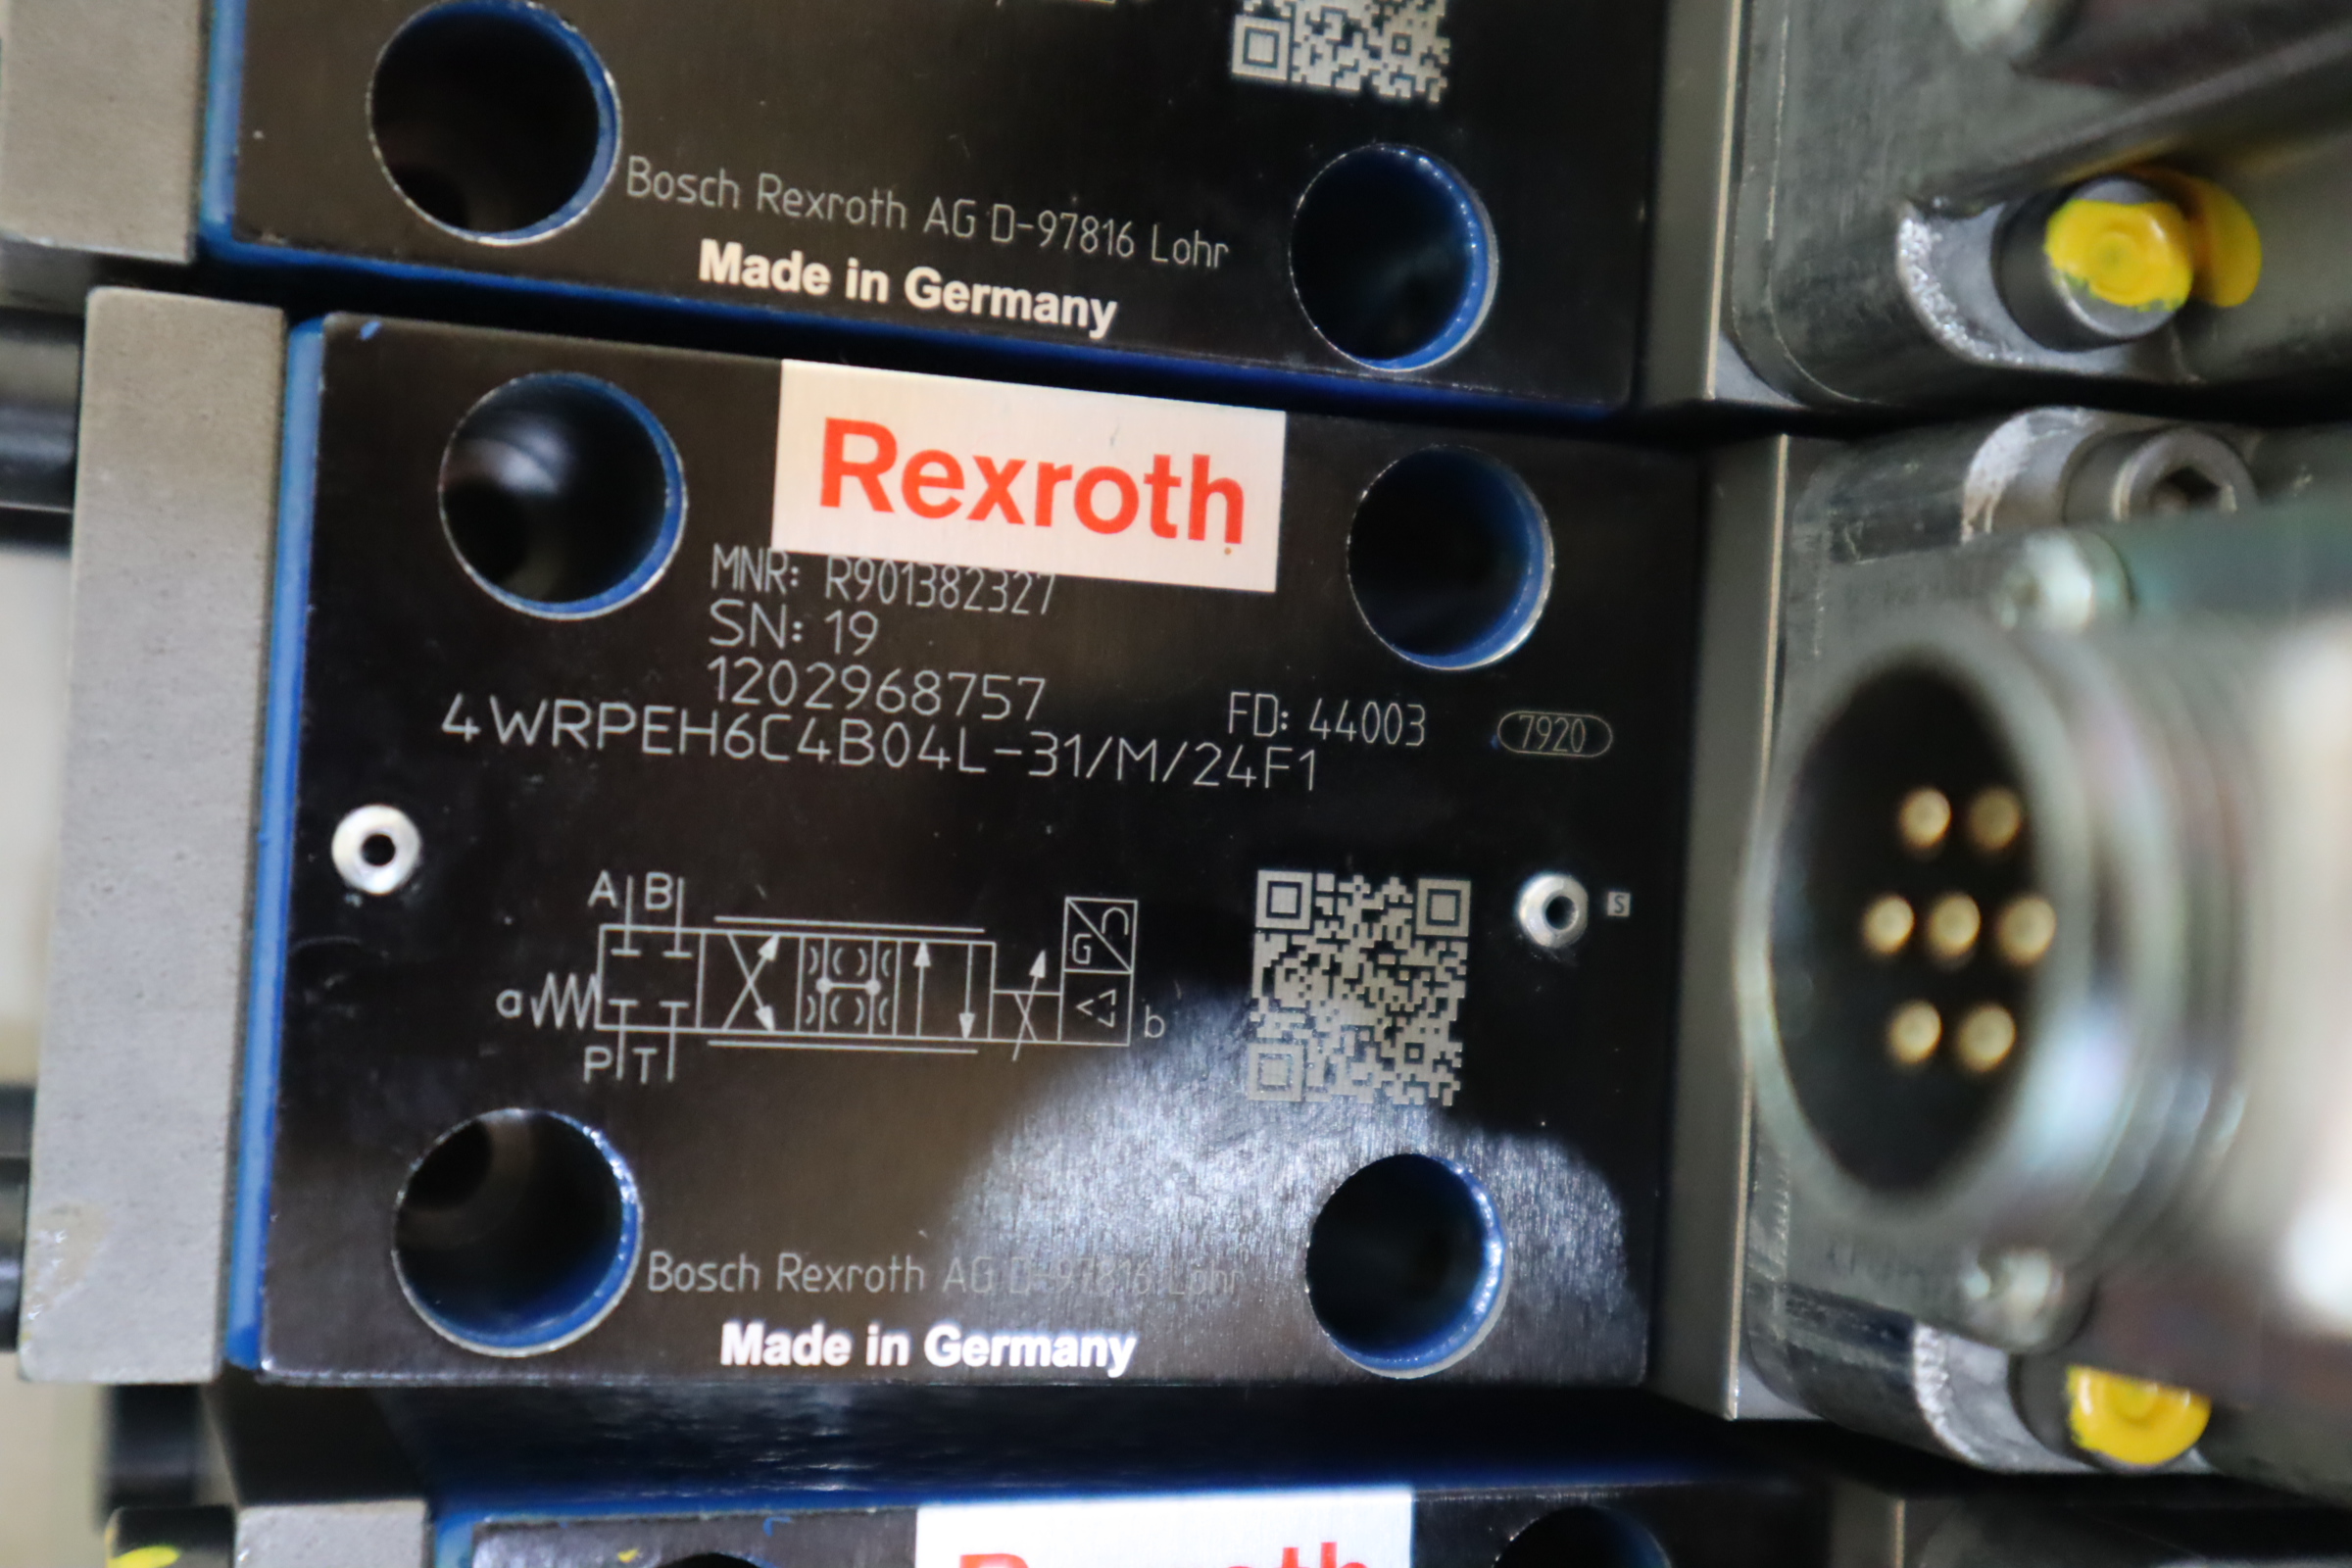 Bosch Rexroth AG D-97816 Lohr
Made in Germany
Rexroth
MNR: R901382327
SN: 19
1202968757
FD: 44003
7920
4WRPEH6C4B04L-31/M/24F1
A B
S
G
a
b
P T
Bosch Rexroth AG D-97816 Lohr
Made in Germany
Rexroth